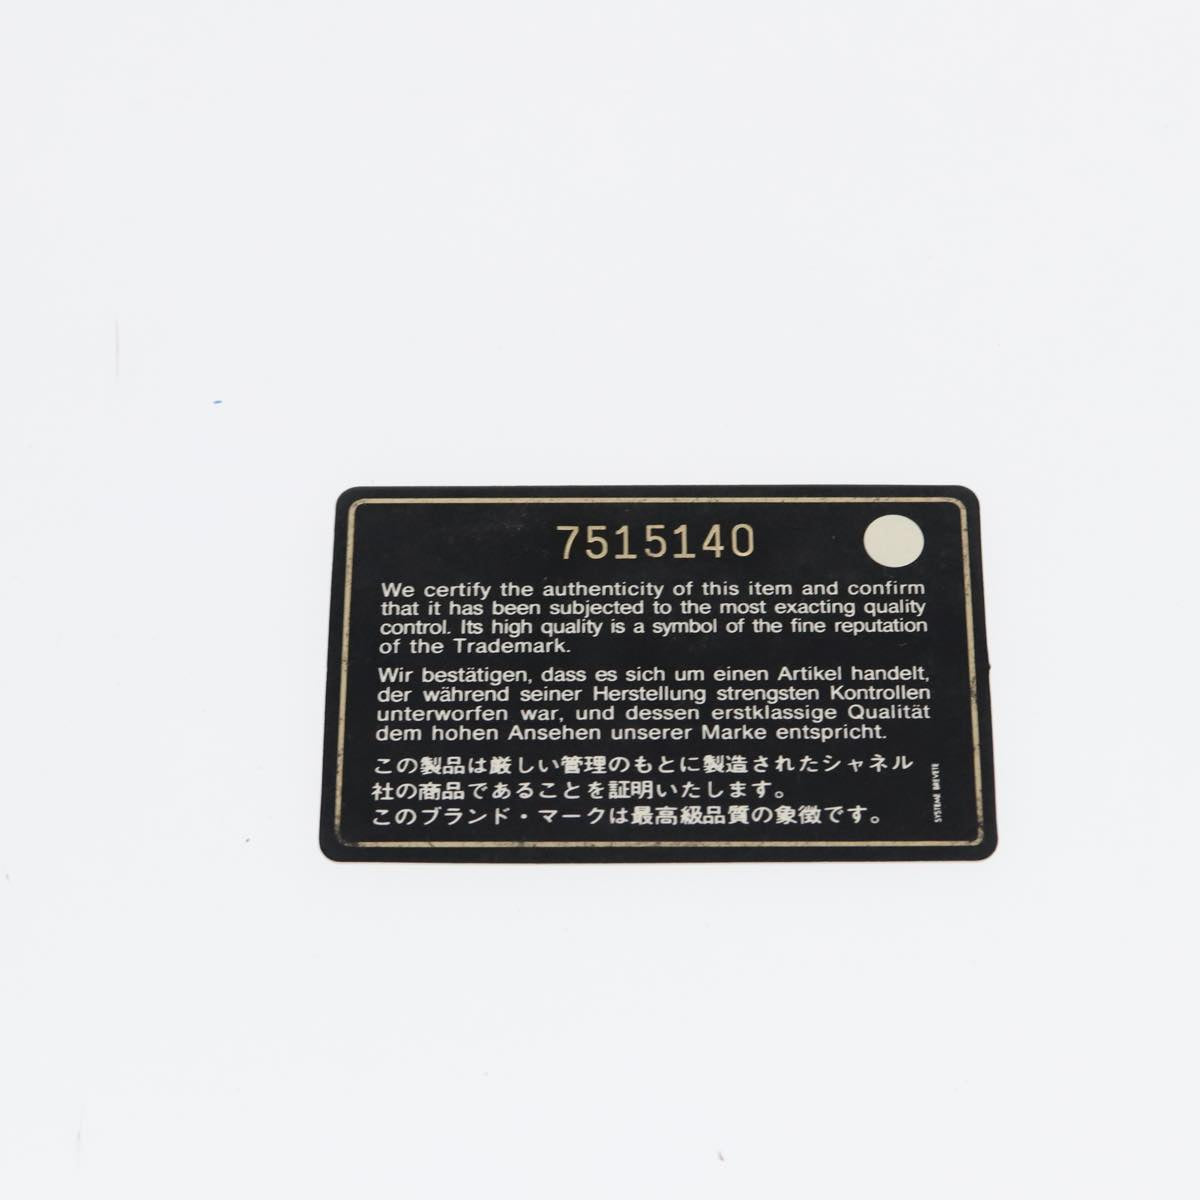 7515140
We certify the authenticity of this item and confirm
that it has been subjected to the most exacting quality
control. Its high quality is a symbol of the fine reputation
of the Trademark.
Wir bestätigen, dass es sich um einen Artikel handelt,
der während seiner Herstellung strengsten Kontrollen
unterworfen war, und dessen erstklassige Qualität
dem hohen Ansehen unserer Marke entspricht.
この製品は厳しい管理のもとに製造されたシャネル
社の商品であることを証明いたします。
このブランド・マークは最高級品質の象徴です。
SYSTEME BREVETE